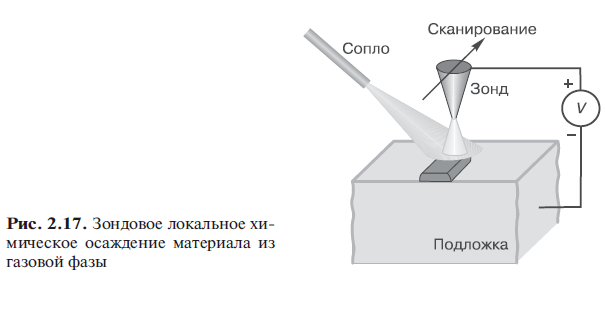 Сканирование
Сопло
Зонд
+
V
−
Подложка
Рис. 2.17. Зондовое локальное хи-
мическое осаждение материала из
газовой фазы